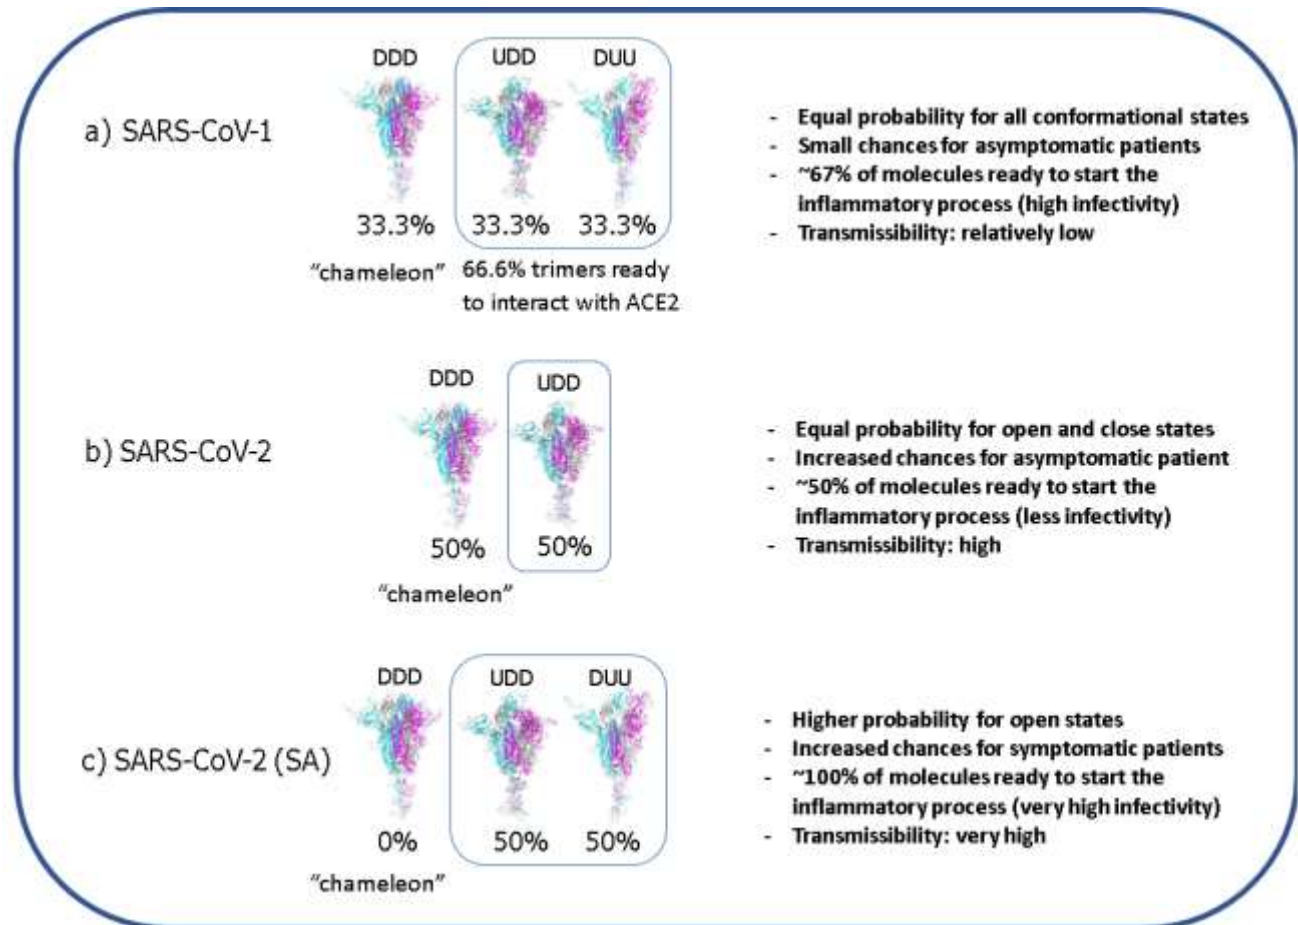 DDD UDD DUU
a) SARS-CoV-1
33.3% 33.3% 33.3%
"chameleon"
66.6% trimers ready
to interact with ACE2
- Equal probability for all conformational states
- Small chances for asymptomatic patients
- ~67% of molecules ready to start the
inflammatory process (high infectivity)
- Transmissibility: relatively low
DDD UDD
b) SARS-CoV-2
50% 50%
"chameleon"
- Equal probability for open and close states
- Increased chances for asymptomatic patient
- ~50% of molecules ready to start the
inflammatory process (less infectivity)
- Transmissibility: high
DDD UDD DUU
c) SARS-CoV-2 (SA)
0% 50% 50%
"chameleon"
- Higher probability for open states
- Increased chances for symptomatic patients
- ~100% of molecules ready to start the
inflammatory process (very high infectivity)
- Transmissibility: very high